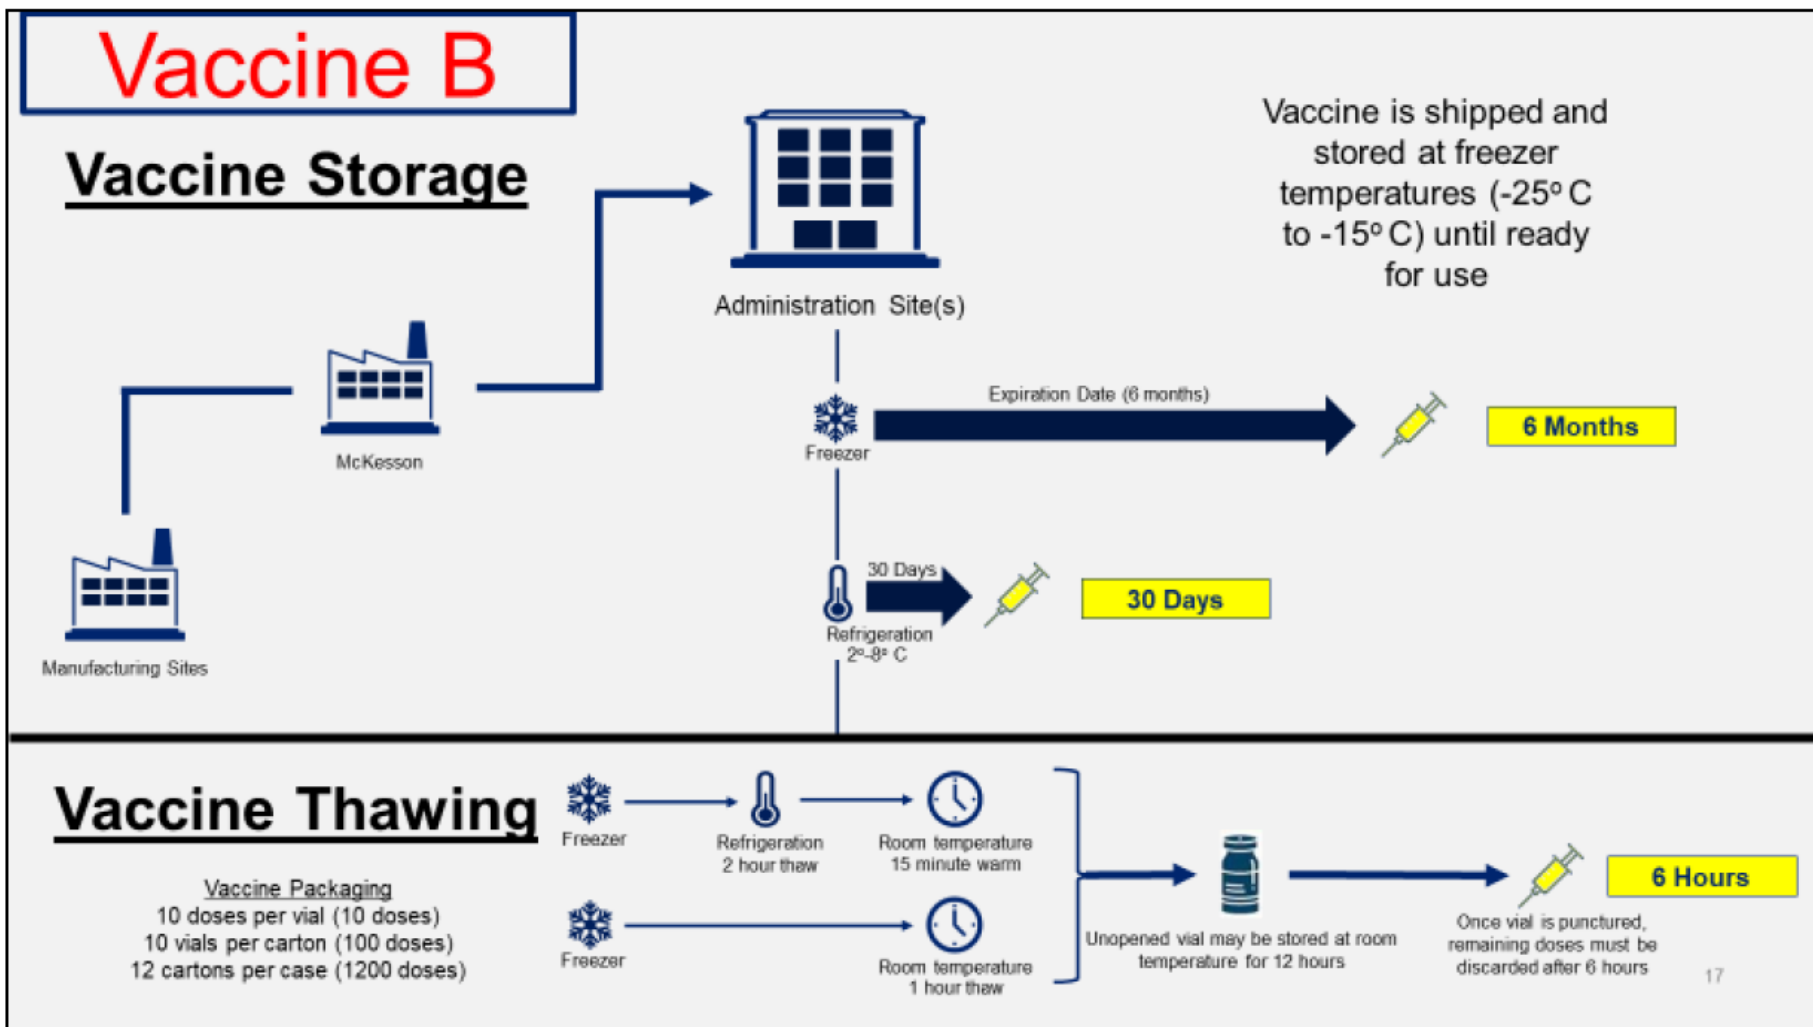 Vaccine B
Vaccine Storage
Vaccine is shipped and
stored at freezer
temperatures (-25º C
to -15º C) until ready
for use
Administration Site(s)
McKesson
Manufacturing Sites
Expiration Date (6 months)
Freezer
6 Months
30 Days
30 Days
Refrigeration
2º-8º C
Vaccine Thawing
Freezer
Refrigeration
2 hour thaw
Room temperature
15 minute warm
Vaccine Packaging
10 doses per vial (10 doses)
10 vials per carton (100 doses)
12 cartons per case (1200 doses)
Freezer
Room temperature
1 hour thaw
Unopened vial may be stored at room
temperature for 12 hours
6 Hours
Once vial is punctured,
remaining doses must be
discarded after 6 hours
17